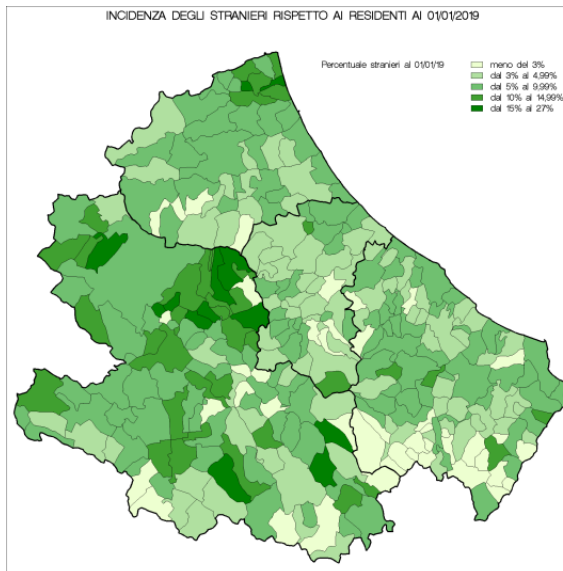 INCIDENZA DEGLI STRANIERI RISPETTO AI RESIDENTI AI 01/01/2019
Percentuale stranieri al 01/01/19
meno del 3%
dal 3% al 4,99%
dal 5% al 9,99%
dal 10% al 14,99%
dal 15% al 27%